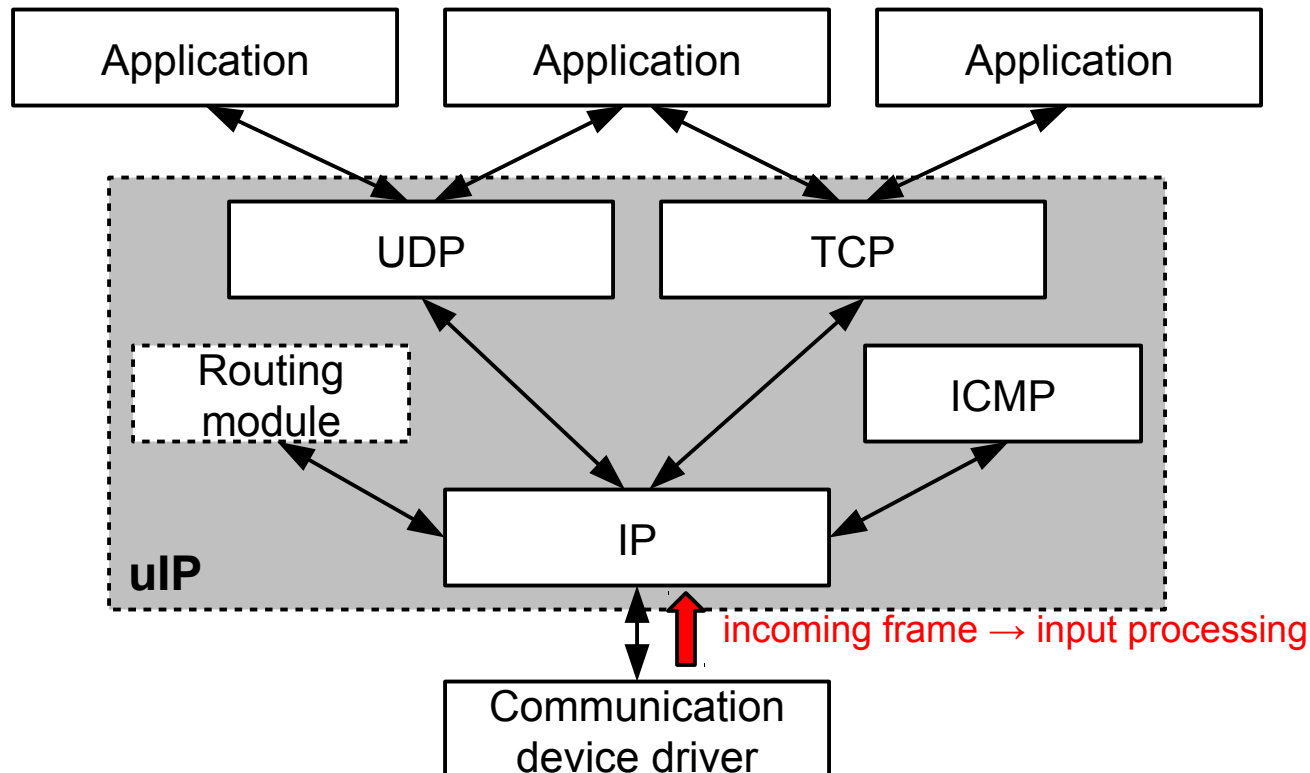 Application
Application
Application
UDP
TCP
Routing
module
ICMP
IP
uIP
incoming frame → input processing
Communication
device driver